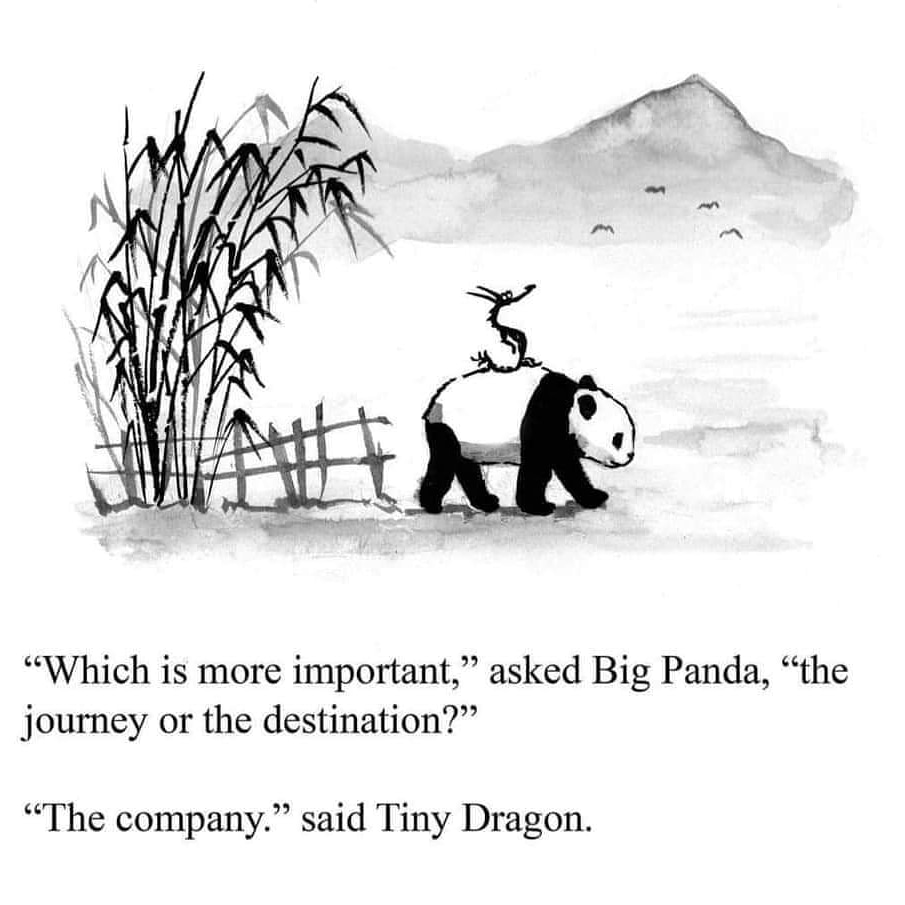 “Which is more important,” asked Big Panda, “the
journey or the destination?”
“The company.” said Tiny Dragon.